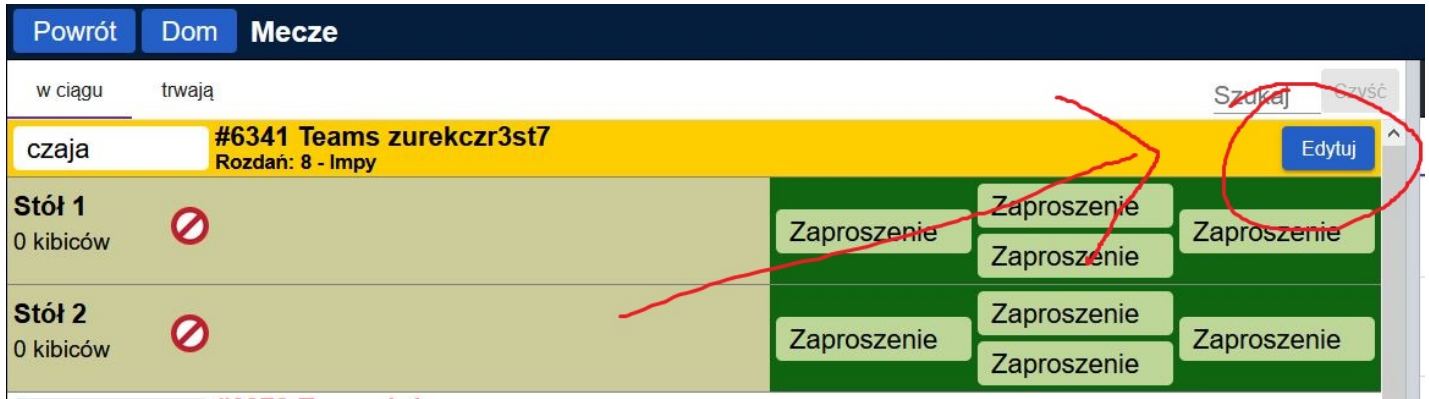 Powrót Dom Mecze
w ciągu trwają Szukaj Czyść
czaja #6341 Teams zurekczr3st7 Edytuj
Rozdań: 8 - Impy
Stół 1
0 kibiców
Zaproszenie Zaproszenie Zaproszenie
Zaproszenie
Stół 2
0 kibiców
Zaproszenie Zaproszenie Zaproszenie
Zaproszenie